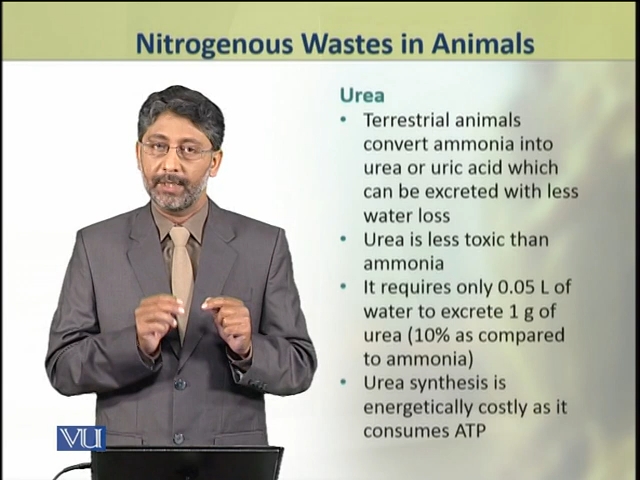 Nitrogenous Wastes in Animals
Urea
• Terrestrial animals
convert ammonia into
urea or uric acid which
can be excreted with less
water loss
• Urea is less toxic than
ammonia
• It requires only 0.05 L of
water to excrete 1 g of
urea (10% as compared
to ammonia)
• Urea synthesis is
energetically costly as it
consumes ATP
VU